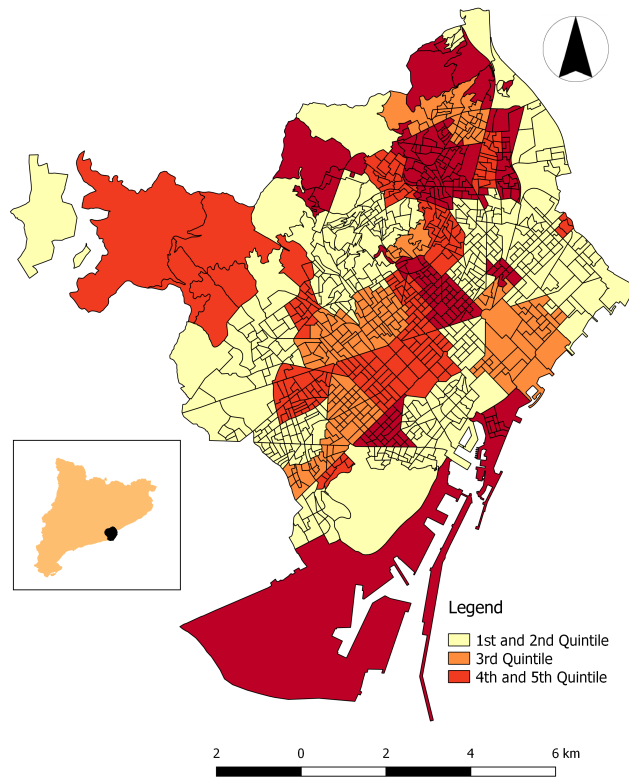 Legend
1st and 2nd Quintile
3rd Quintile
4th and 5th Quintile
2 0 2 4 6 km